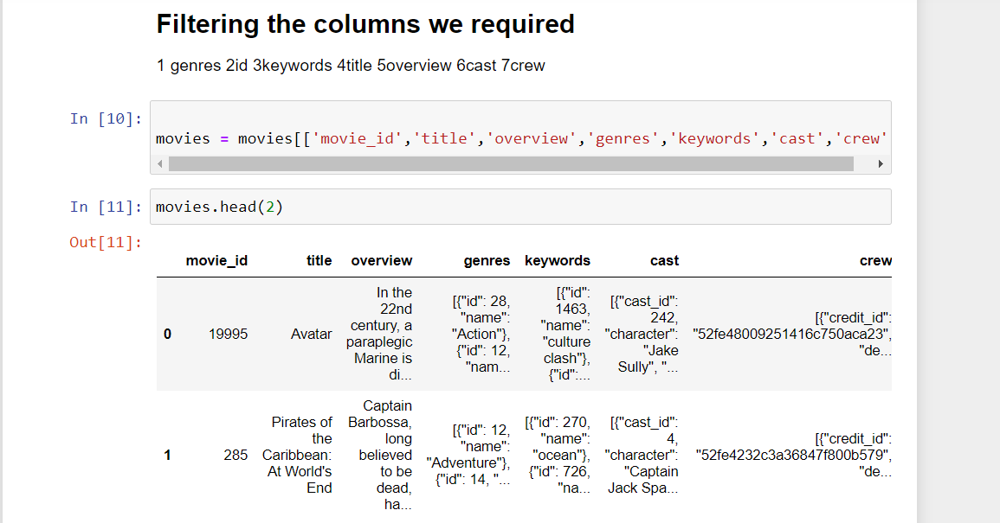 Filtering the columns we required
1 genres 2id 3keywords 4title 5overview 6cast 7crew
In [10]:
movies = movies[['movie_id','title','overview','genres','keywords','cast','crew'
In [11]: movies.head(2)
Out[11]:
movie_id title overview genres keywords cast crew
0 19995 Avatar
In the
22nd
century, a
paraplegic
Marine is
di...
[{"id": 28,
"name":
"Action"},
{"id": 12,
"nam...
[{"id":
1463,
"name":
"culture
clash"},
{"id":...
[{"cast_id":
242,
"character":
"Jake
Sully", "...
[{"credit_id":
"52fe48009251416c750aca23",
"de...
1 285
Pirates of
the
Caribbean:
At World's
End
Captain
Barbossa,
long
believed
to be
dead,
ha...
[{"id": 12,
"name":
"Adventure"},
{"id": 14, "...
[{"id": 270,
"name":
"ocean"},
{"id": 726,
"na...
[{"cast_id":
4,
"character":
"Captain
Jack Spa...
[{"credit_id":
"52fe4232c3a36847f800b579",
"de...